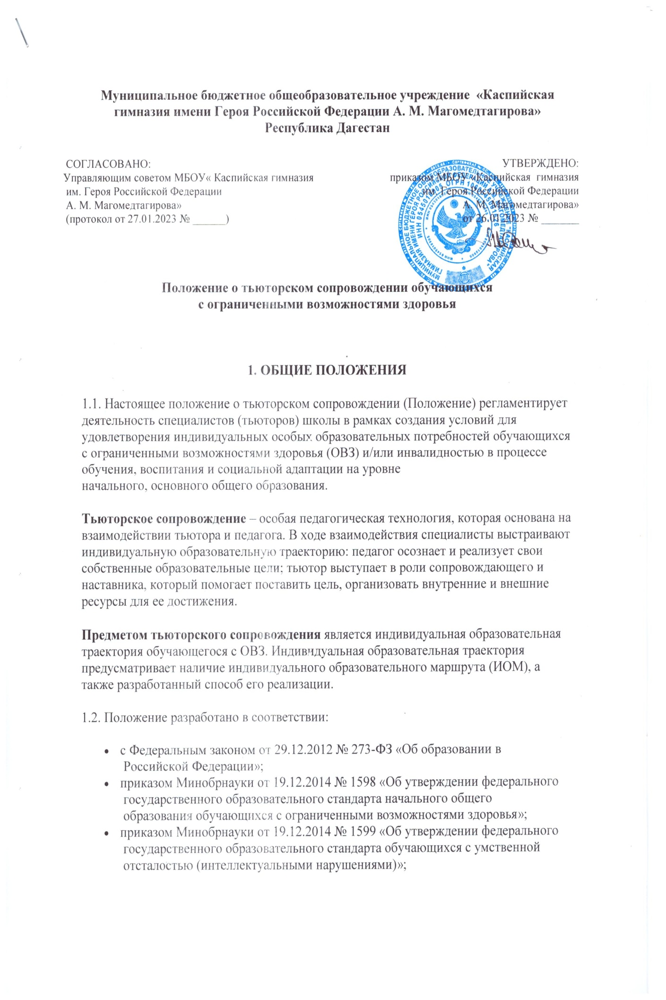 Муниципальное бюджетное общеобразовательное учреждение «Каспийская
гимназия имени Героя Российской Федерации А. М. Магомедтагирова»
Республика Дагестан
СОГЛАСОВАНО:
Управляющим советом МБОУ« Каспийская гимназия
им. Героя Российской Федерации
А. М. Магомедтагирова»
(протокол от 27.01.2023 № ______)
УТВЕРЖДЕНО:
приказом МБОУ «Каспийская гимназия
им. Героя Российской Федерации
А. М. Магомедтагирова»
от 26.01.2023 № _______
Положение о тьюторском сопровождении обучающихся
с ограниченными возможностями здоровья
1. ОБЩИЕ ПОЛОЖЕНИЯ
1.1. Настоящее положение о тьюторском сопровождении (Положение) регламентирует
деятельность специалистов (тьюторов) школы в рамках создания условий для
удовлетворения индивидуальных особых образовательных потребностей обучающихся
с ограниченными возможностями здоровья (ОВЗ) и/или инвалидностью в процессе
обучения, воспитания и социальной адаптации на уровне
начального, основного общего образования.
Тьюторское сопровождение – особая педагогическая технология, которая основана на
взаимодействии тьютора и педагога. В ходе взаимодействия специалисты выстраивают
индивидуальную образовательную траекторию: педагог осознает и реализует свои
собственные образовательные цели; тьютор выступает в роли сопровождающего и
наставника, который помогает поставить цель, организовать внутренние и внешние
ресурсы для ее достижения.
Предметом тьюторского сопровождения является индивидуальная образовательная
траектория обучающегося с ОВЗ. Индивидуальная образовательная траектория
предусматривает наличие индивидуального образовательного маршрута (ИОМ), а
также разработанный способ его реализации.
1.2. Положение разработано в соответствии:
• с Федеральным законом от 29.12.2012 № 273-ФЗ «Об образовании в
Российской Федерации»;
• приказом Минобрнауки от 19.12.2014 № 1598 «Об утверждении федерального
государственного образовательного стандарта начального общего
образования обучающихся с ограниченными возможностями здоровья»;
• приказом Минобрнауки от 19.12.2014 № 1599 «Об утверждении федерального
государственного образовательного стандарта обучающихся с умственной
отсталостью (интеллектуальными нарушениями)»;